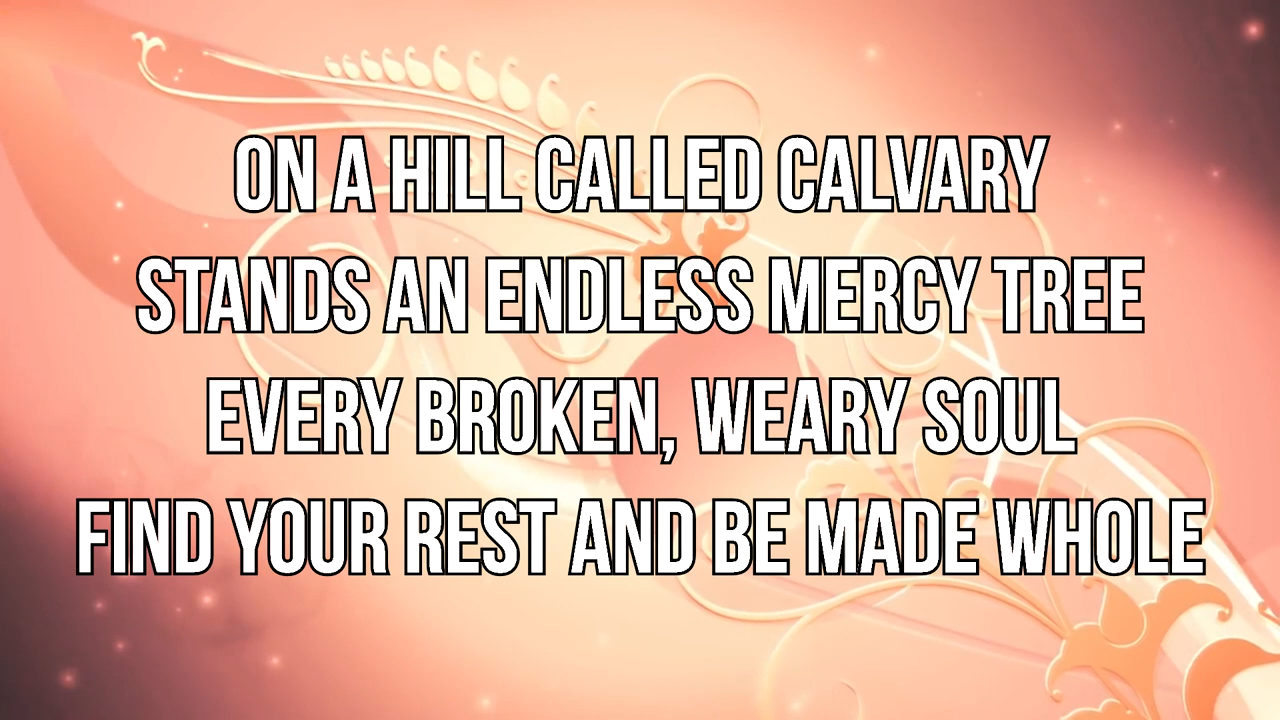 ON A HILL CALLED CALVARY
STANDS AN ENDLESS MERCY TREE
EVERY BROKEN, WEARY SOUL
FIND YOUR REST AND BE MADE WHOLE